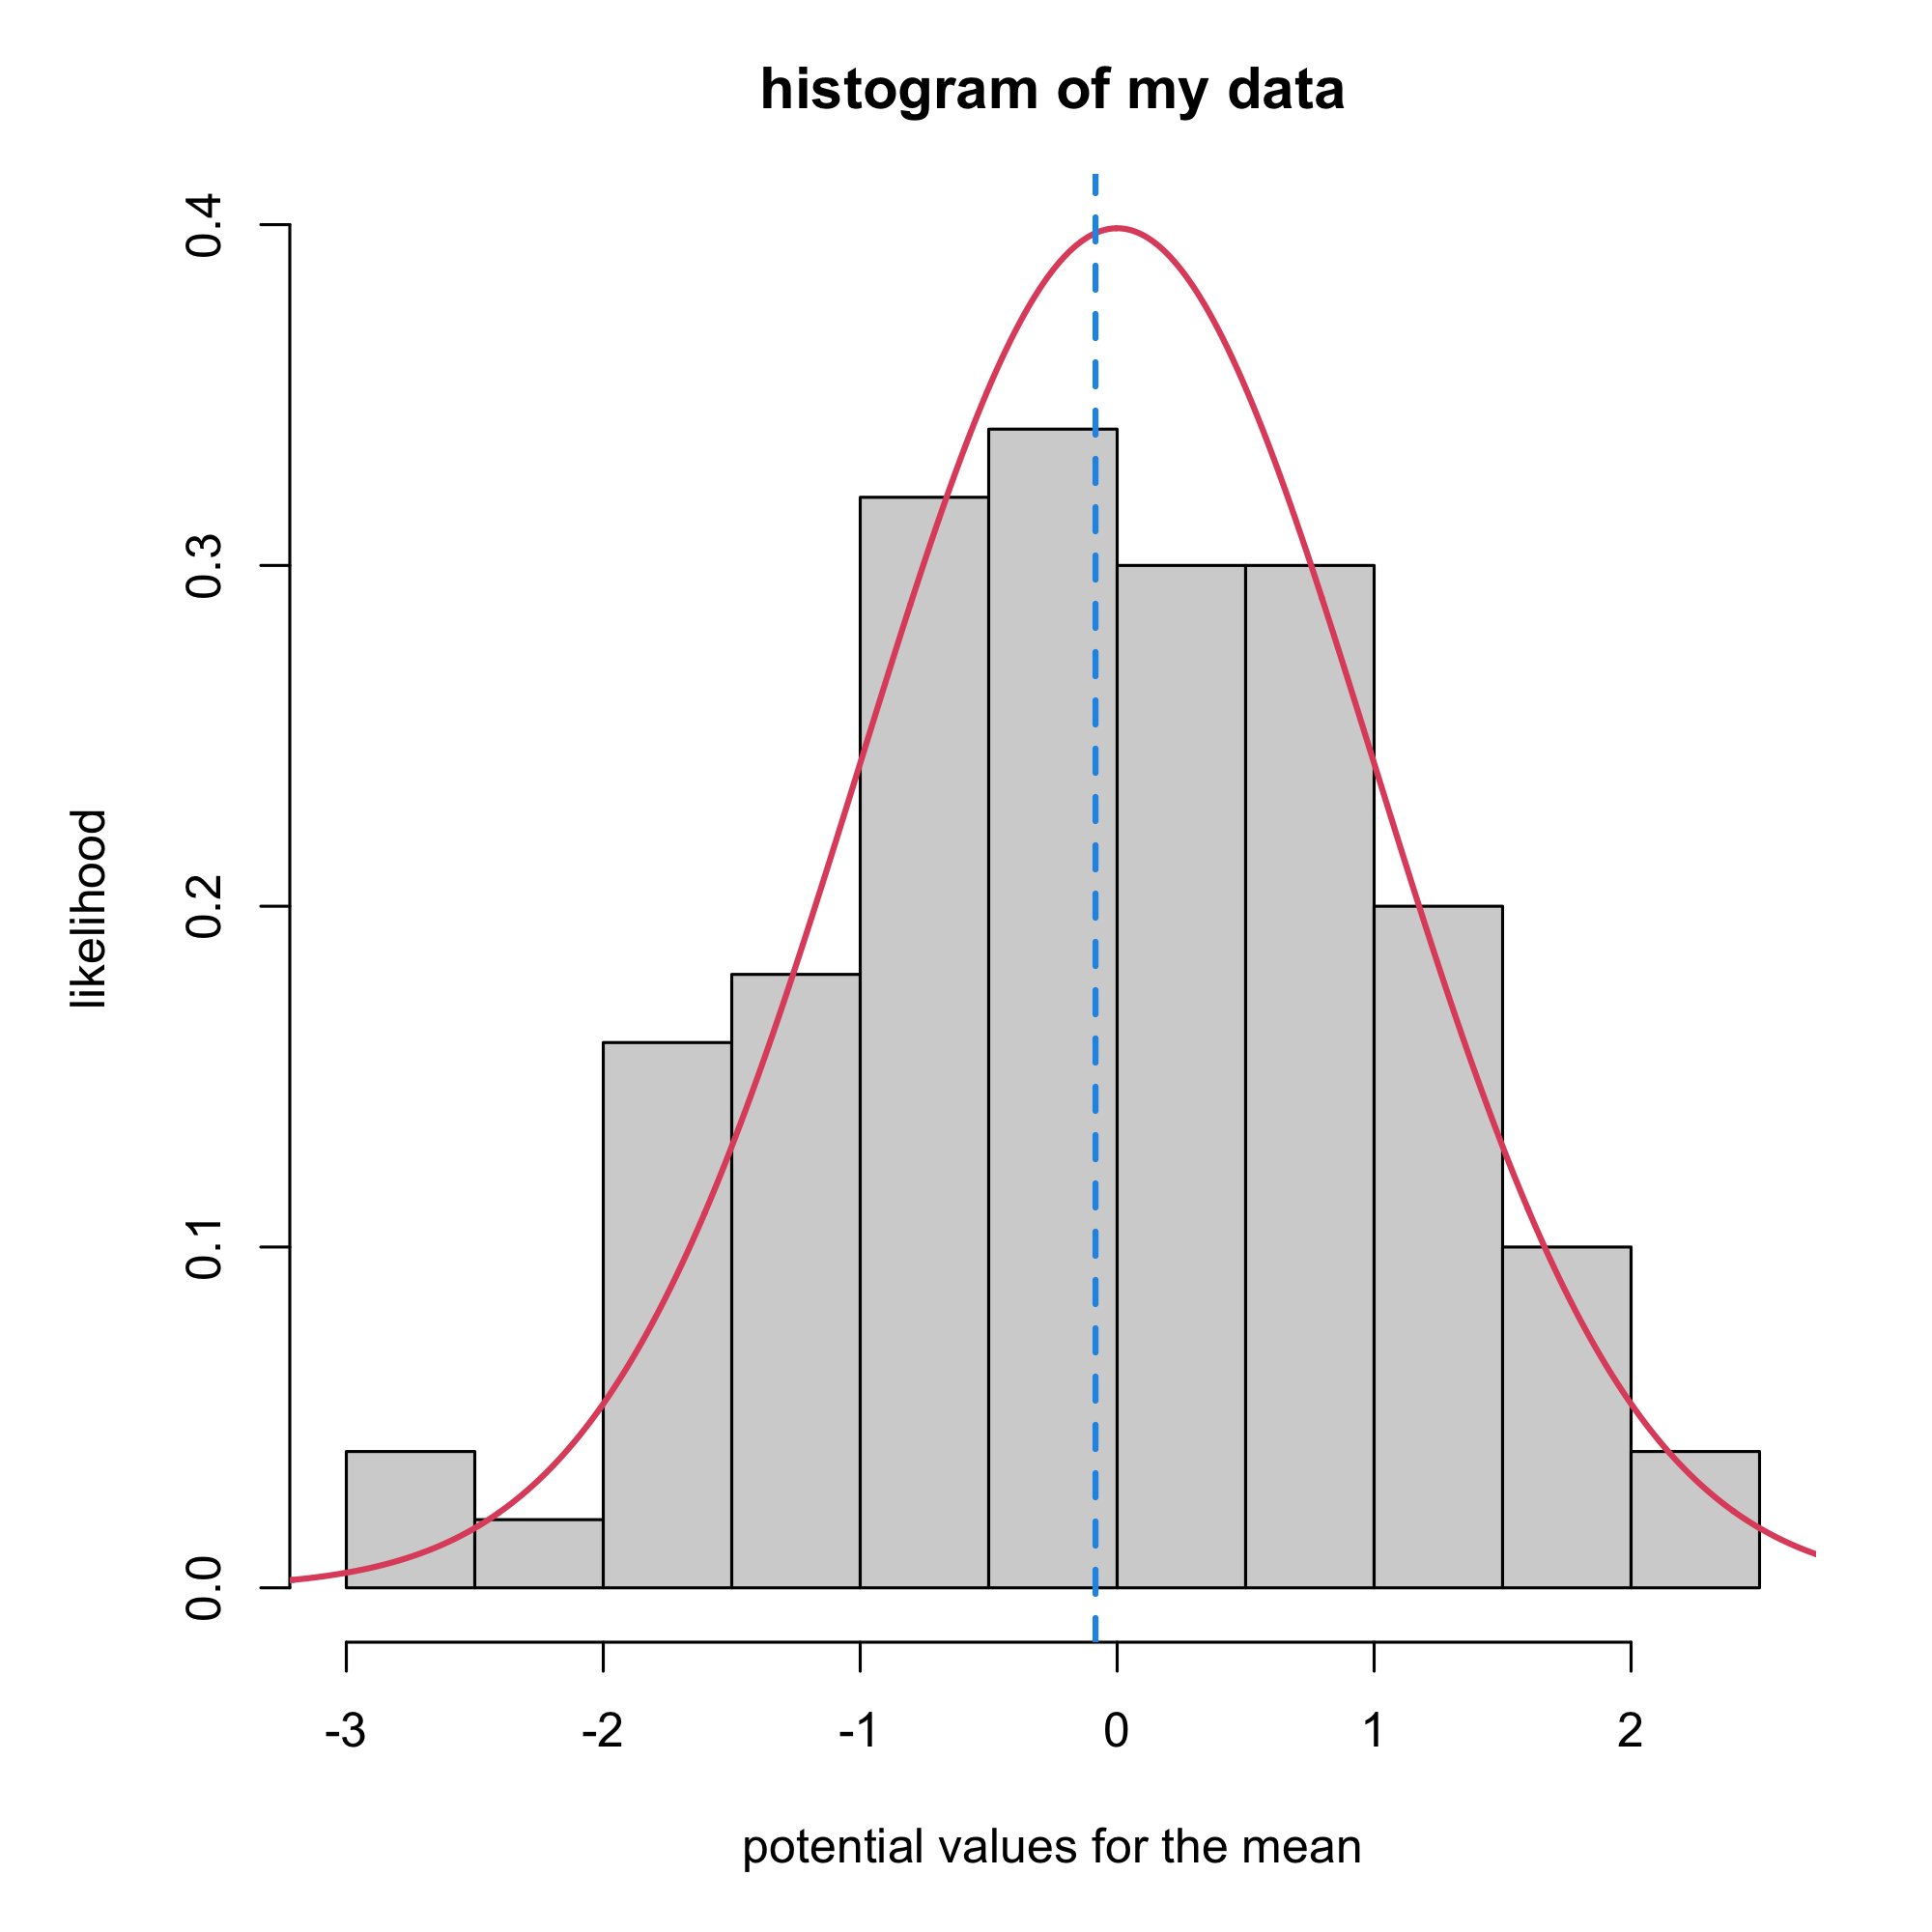 histogram of my data
likelihood
0.4
0.3
0.2
0.1
0.0
-3 -2 -1 0 1 2
potential values for the mean